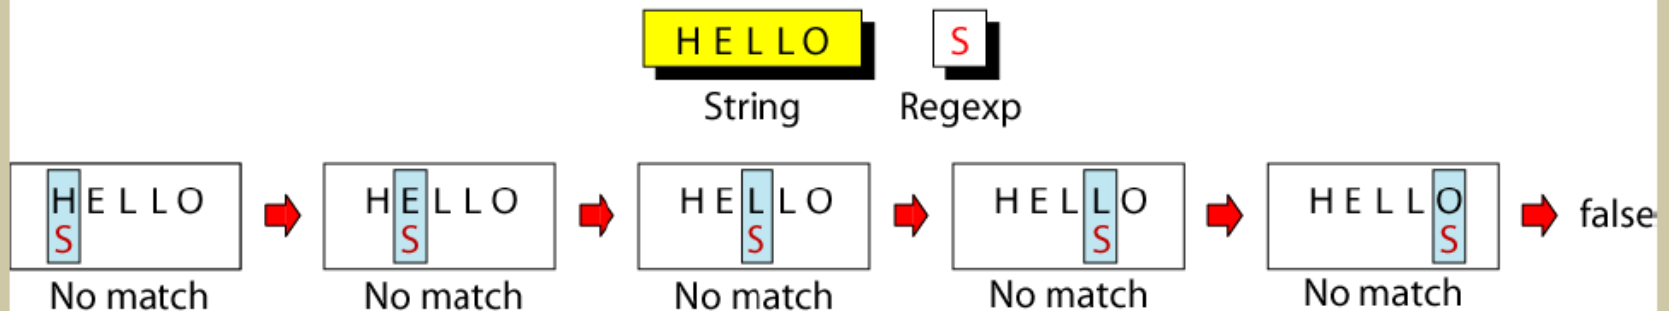 HELLO S
String Regexp
HELLO HELLO HELLO HELLO HELLO false
S S S S S
No match No match No match No match No match